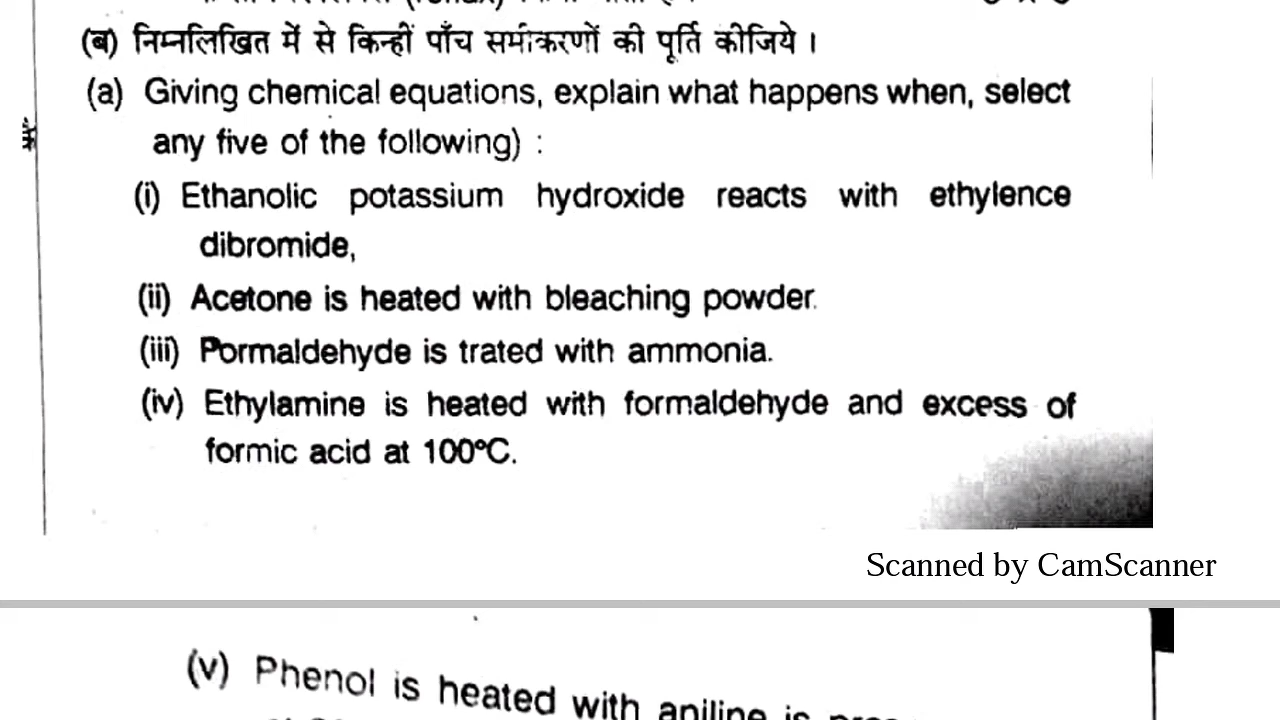 (ब) निम्नलिखित में से किन्हीं पाँच समीकरणों की पूर्ति कीजिये ।
(a) Giving chemical equations, explain what happens when, select
any five of the following) :
(i) Ethanolic potassium hydroxide reacts with ethylence
dibromide,
(ii) Acetone is heated with bleaching powder.
(iii) Pormaldehyde is trated with ammonia.
(iv) Ethylamine is heated with formaldehyde and excess of
formic acid at 100°C.
Scanned by CamScanner
(v) Phenol is heated with aniline is